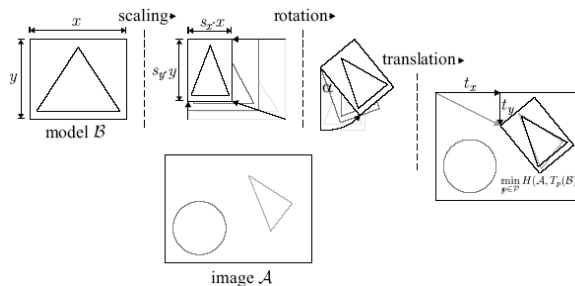 scaling
rotation
translation
x
y
s_x·x
s_y·y
α
t_x
t_y
model B
min H(A, T_p(B)
p∈P
image A